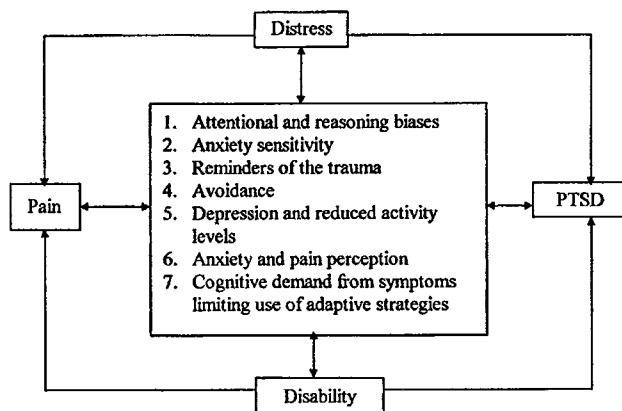 Distress
1. Attentional and reasoning biases
2. Anxiety sensitivity
3. Reminders of the trauma
4. Avoidance
5. Depression and reduced activity
levels
6. Anxiety and pain perception
7. Cognitive demand from symptoms
limiting use of adaptive strategies
Pain
PTSD
Disability